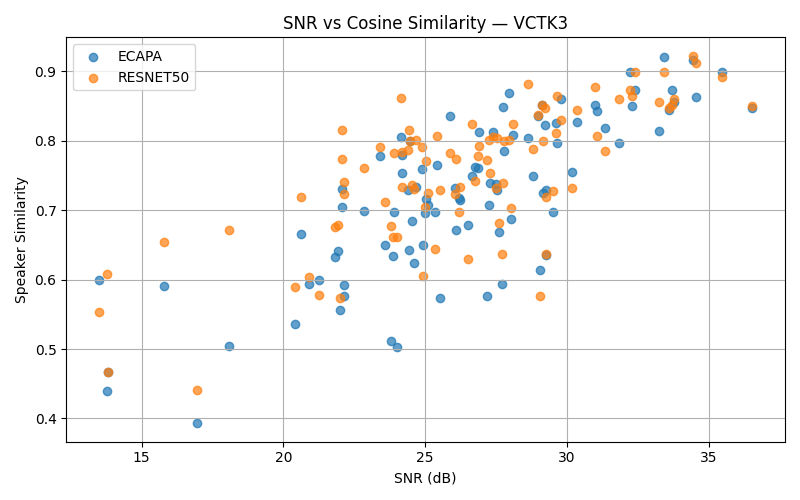 SNR vs Cosine Similarity — VCTK3
ECAPA
RESNET50
Speaker Similarity
0.9
0.8
0.7
0.6
0.5
0.4
15 20 25 30 35
SNR (dB)